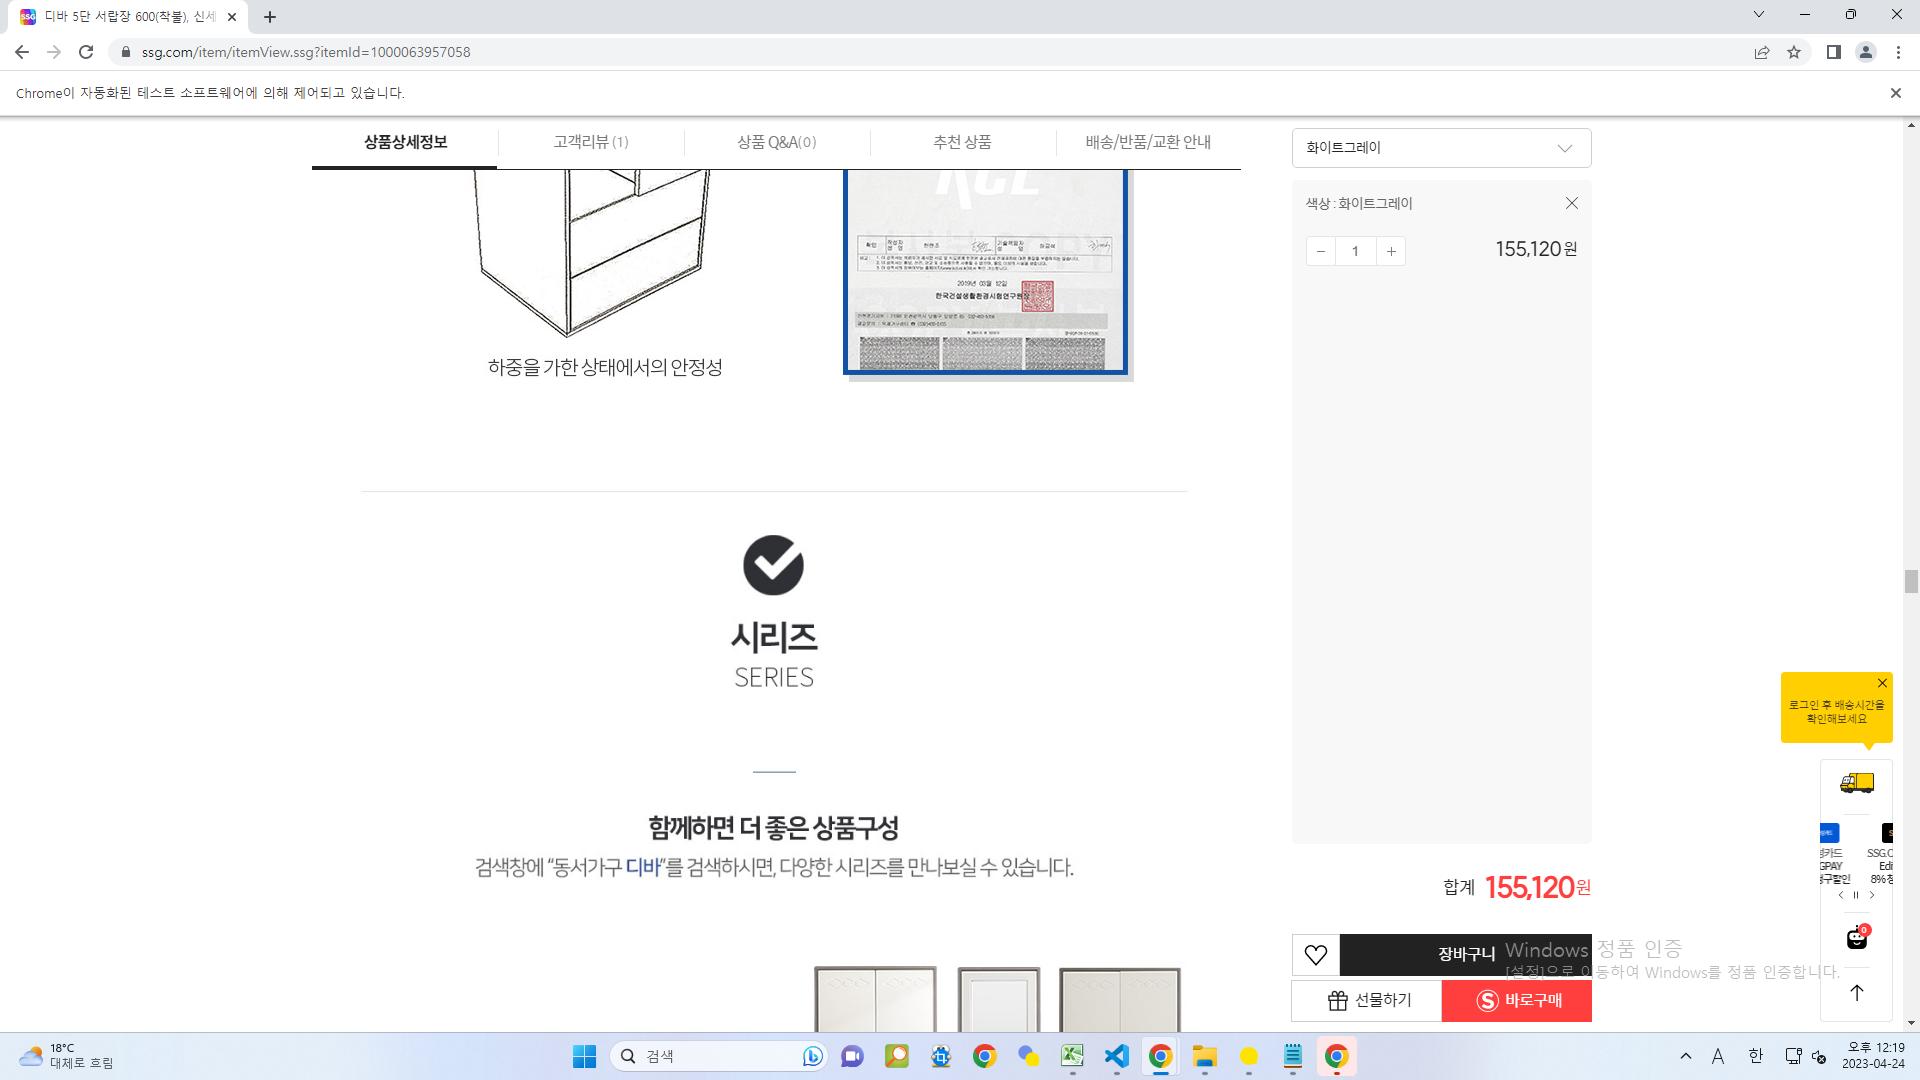 디바 5단 서랍장 600(착불), 신세
ssg.com/item/itemView.ssg?itemId=1000063957058
Chrome이 자동화된 테스트 소프트웨어에 의해 제어되고 있습니다.
상품상세정보
고객리뷰 (1)
상품 Q&A(0)
추천 상품
배송/반품/교환 안내
화이트그레이
색상 : 화이트그레이
1
155,120원
KCL
확인
2019년 03월 12일
한국건설생활환경시험연구원장
하중을 가한 상태에서의 안정성
시리즈
SERIES
함께하면 더 좋은 상품구성
검색창에 “동서가구 디바”를 검색하시면, 다양한 시리즈를 만나보실 수 있습니다.
로그인 후 배송시간을
확인해보세요
SSG.C
GPAY
Edi
8%청
합계 155,120원
0
장바구니
Windows 정품 인증
[설정]으로 이동하여 Windows를 정품 인증합니다.
선물하기
바로구매
18°C
대체로 흐림
검색
A
한
오후 12:19
2023-04-24